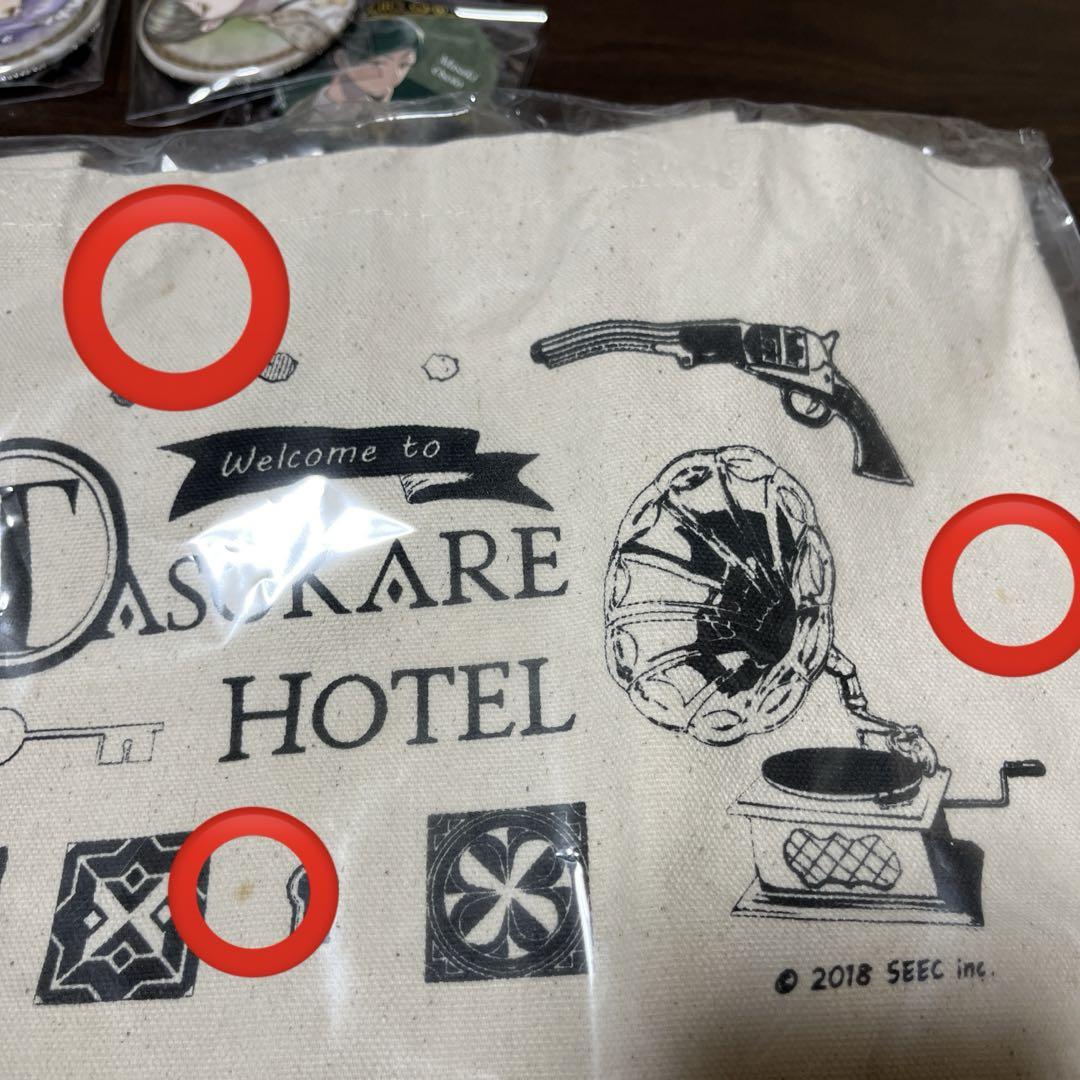 Welcome to
TASOKARE
HOTEL
© 2018 SEEC inc.